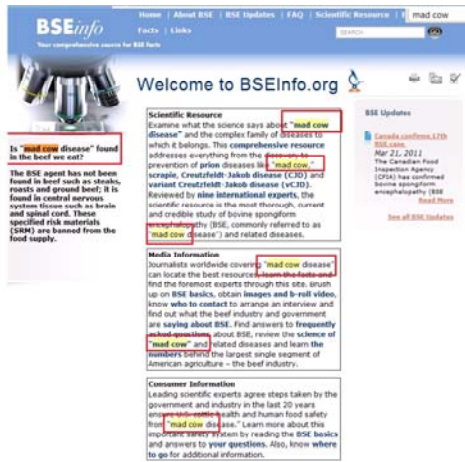 Home | About BSE | BSE Updates | FAQ | Scientific Resource |
mad cow
Facts | Links
BSEinfo
Your comprehensive source for BSE facts
SEARCH
Welcome to BSEInfo.org
Is "mad cow disease" found
in the beef we eat?
The BSE agent has not been
found in beef such as steaks,
roasts and ground beef; it is
found in central nervous
system tissue such as brain
and spinal cord. These
specified risk materials
(SRM) are banned from the
food supply.
Scientific Resource
Examine what the science says about "mad cow
disease" and the complex family of diseases to
which it belongs. This comprehensive resource
addresses everything from the discovery to
prevention of prion diseases like "mad cow,"
scrapie, Creutzfeldt-Jakob disease (CJD) and
variant Creutzfeldt-Jakob disease (vCJD).
Reviewed by nine international experts, the
scientific resource is the most thorough, current
and credible study of bovine spongiform
encephalopathy (BSE, commonly referred to as
"mad cow disease") and related diseases.
Media Information
Journalists worldwide covering "mad cow disease"
can locate the best resources, learn the facts and
find the foremost experts through this site. Brush
up on BSE basics, obtain images and b-roll video,
know who to contact to arrange an interview and
find out what the beef industry and government
are saying about BSE. Find answers to frequently
asked questions about BSE, review the science of
"mad cow" and related diseases and learn the
numbers behind the largest single segment of
American agriculture – the beef industry.
Consumer Information
Leading scientific experts agree steps taken by the
government and industry in the last 20 years
ensure U.S. cattle health and human food safety
from "mad cow disease." Learn more about this
important safety system by reading the BSE basics
and answers to your questions. Also, know where
to go for additional information.
BSE Updates
Canada confirms 17th
BSE case
Mar 21, 2011
The Canadian Food
Inspection Agency
(CFIA) has confirmed
bovine spongiform
encephalopathy (BSE
Read More
See all BSE Updates